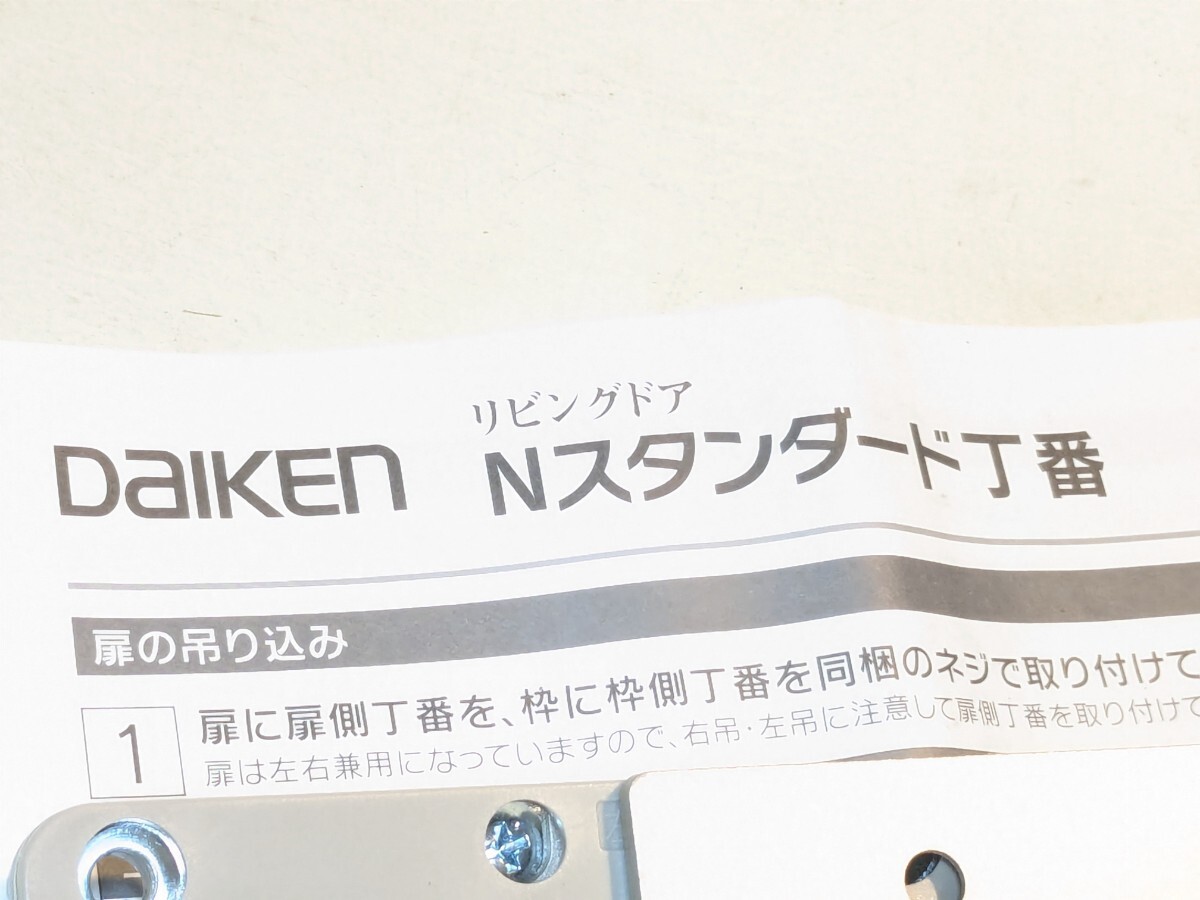 リビングドア
DAIKEN Nスタンダード丁番
扉の吊り込み
1 扉に扉側丁番を、枠に枠側丁番を同梱のネジで取り付けて
扉は左右兼用になっていますので、右吊・左吊に注意して扉側丁番を取り付けて